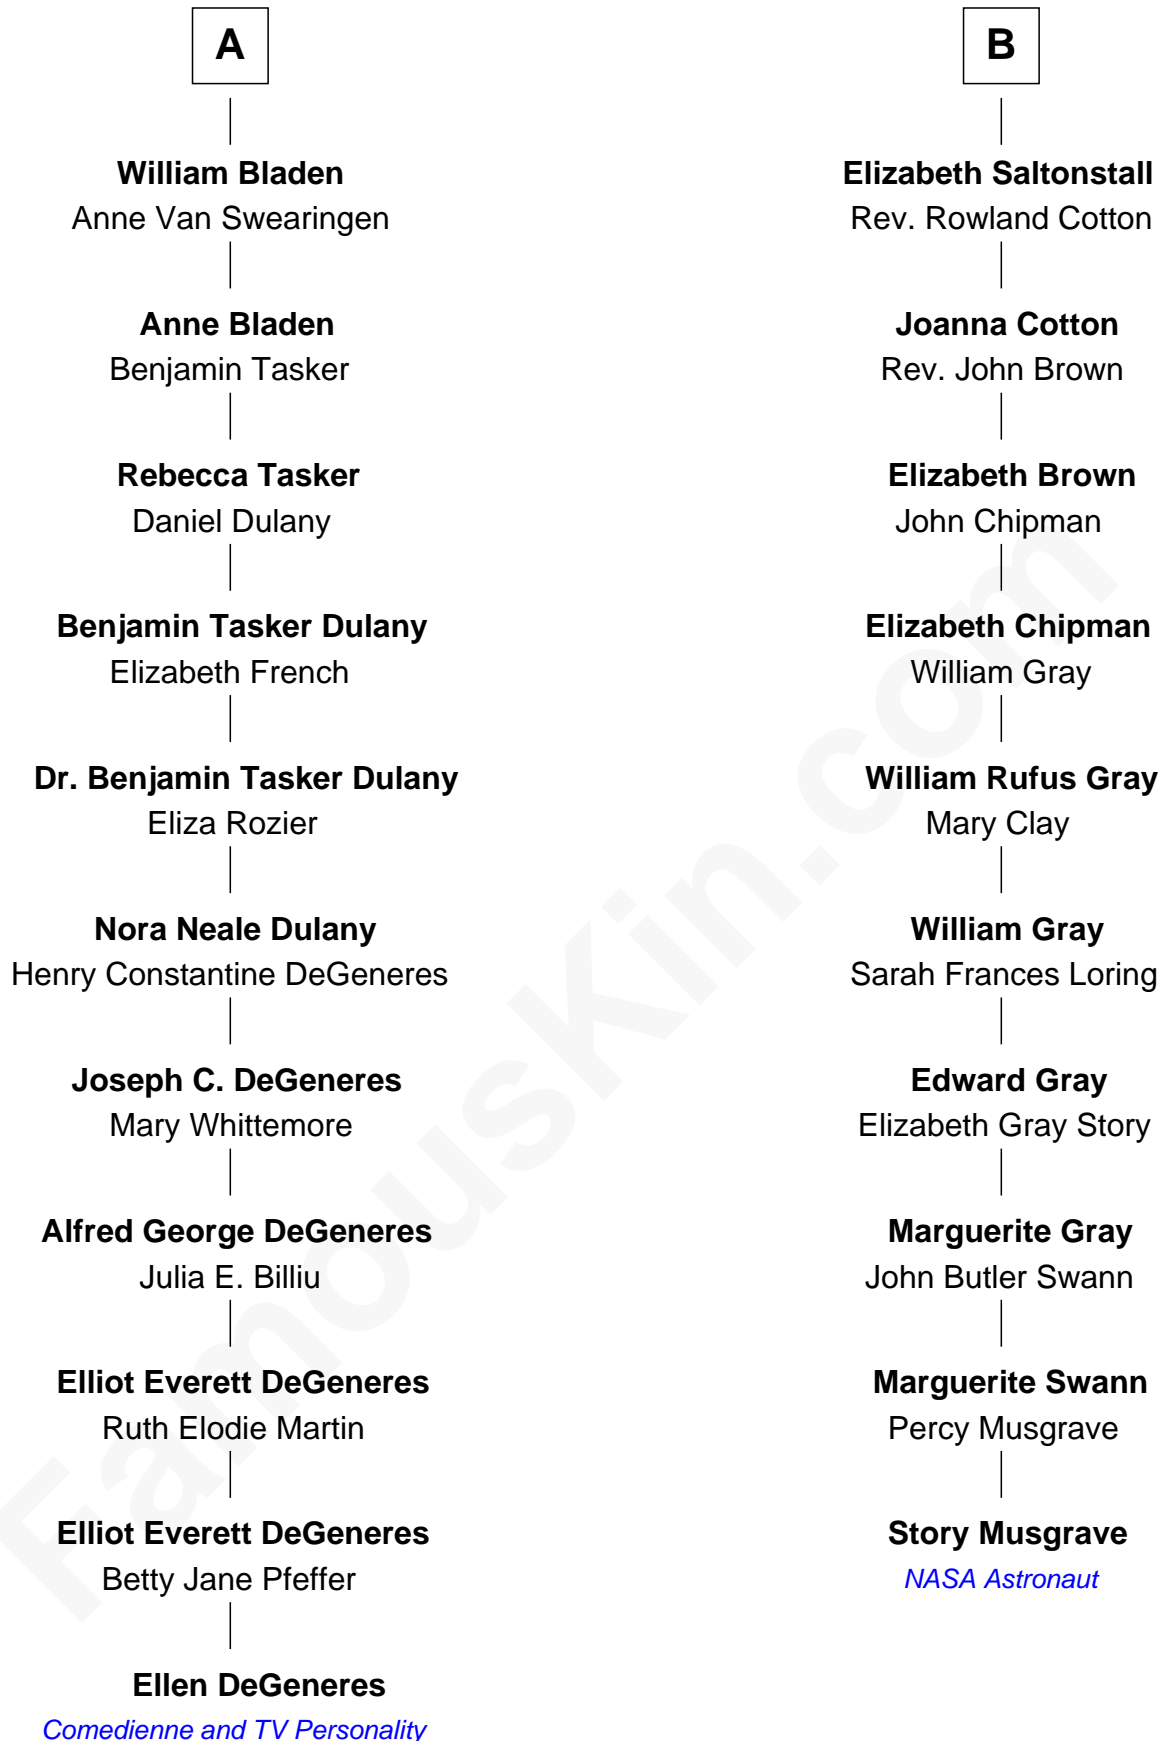 A
William Bladen
Anne Van Swearingen
Anne Bladen
Benjamin Tasker
Rebecca Tasker
Daniel Dulany
Benjamin Tasker Dulany
Elizabeth French
Dr. Benjamin Tasker Dulany
Eliza Rozier
Nora Neale Dulany
Henry Constantine DeGeneres
Joseph C. DeGeneres
Mary Whittemore
Alfred George DeGeneres
Julia E. Billiu
Elliot Everett DeGeneres
Ruth Elodie Martin
Elliot Everett DeGeneres
Betty Jane Pfeffer
Ellen DeGeneres
Comedienne and TV Personality
B
Elizabeth Saltonstall
Rev. Rowland Cotton
Joanna Cotton
Rev. John Brown
Elizabeth Brown
John Chipman
Elizabeth Chipman
William Gray
William Rufus Gray
Mary Clay
William Gray
Sarah Frances Loring
Edward Gray
Elizabeth Gray Story
Marguerite Gray
John Butler Swann
Marguerite Swann
Percy Musgrave
Story Musgrave
NASA Astronaut
FamousKin.com